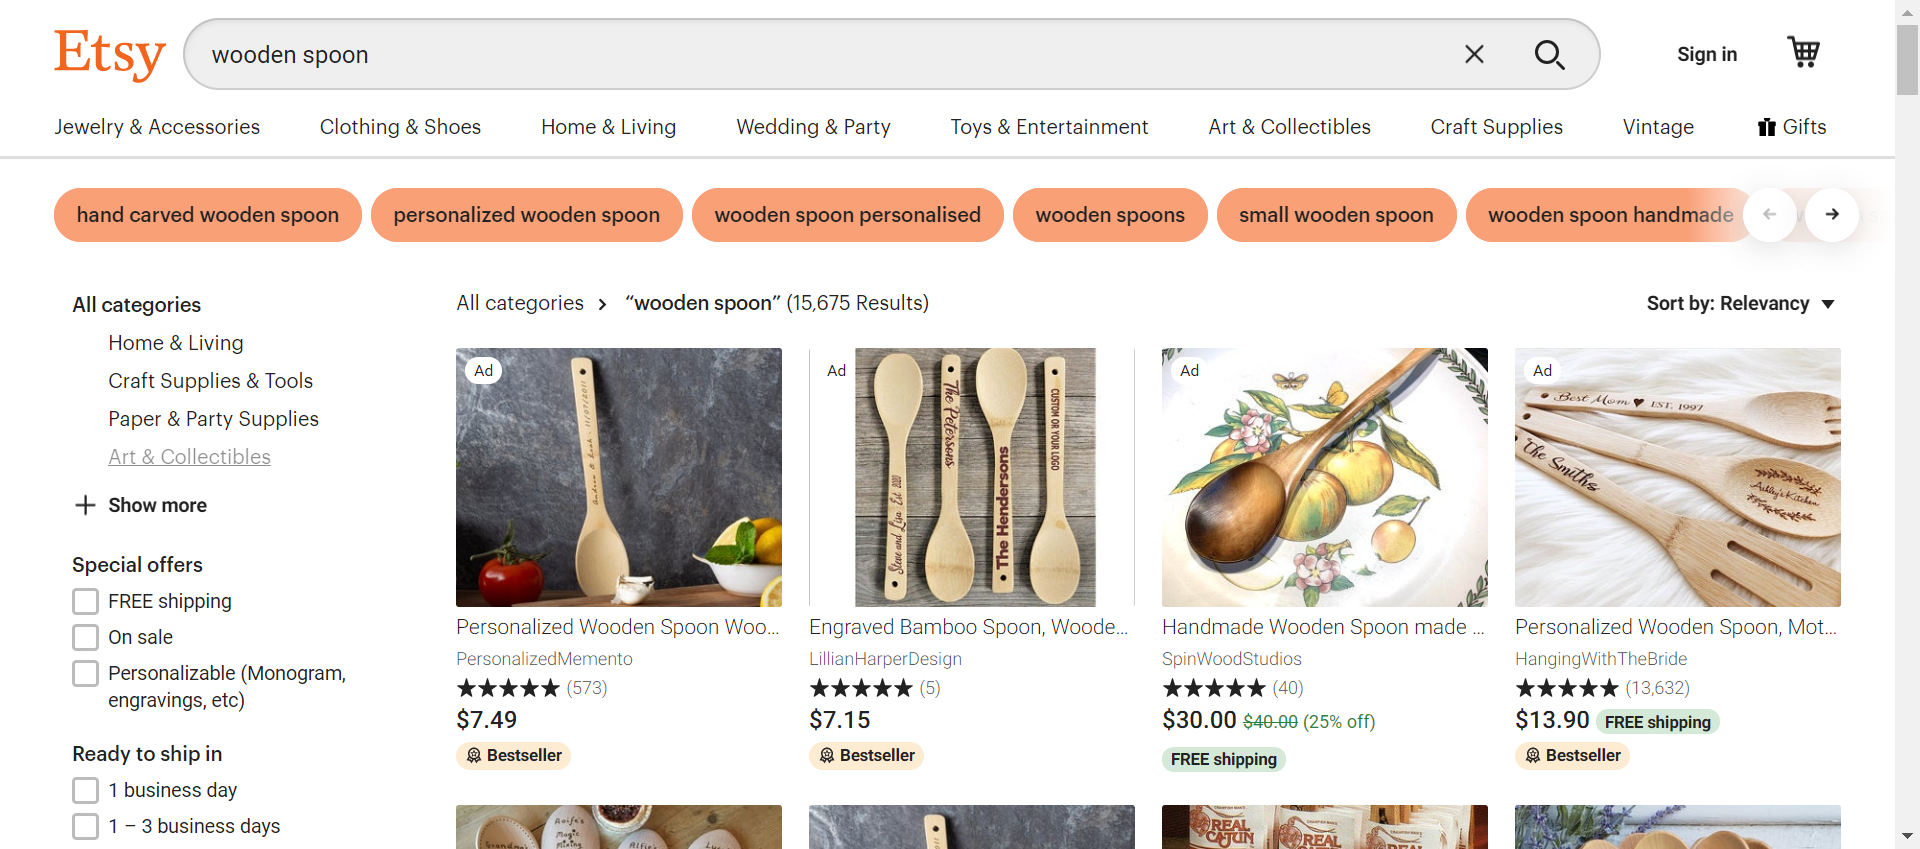 Etsy
wooden spoon
Sign in
Jewelry & Accessories
Clothing & Shoes
Home & Living
Wedding & Party
Toys & Entertainment
Art & Collectibles
Craft Supplies
Vintage
Gifts
hand carved wooden spoon
personalized wooden spoon
wooden spoon personalised
wooden spoons
small wooden spoon
wooden spoon handmade
All categories
Home & Living
Craft Supplies & Tools
Paper & Party Supplies
Art & Collectibles
Show more
Special offers
FREE shipping
On sale
Personalizable (Monogram,
engravings, etc)
Ready to ship in
1 business day
1 – 3 business days
All categories
“wooden spoon” (15,675 Results)
Sort by: Relevancy
Ad
Personalized Wooden Spoon Woo...
PersonalizedMemento
(573)
$7.49
Bestseller
Ad
Steve and Lisa Est. 2020
The Petersons
The Hendersons
CUSTOM OR YOUR LOGO
Engraved Bamboo Spoon, Woode...
LillianHarperDesign
(5)
$7.15
Bestseller
Ad
Handmade Wooden Spoon made ...
SpinWoodStudios
(40)
$30.00 $40.00 (25% off)
FREE shipping
Ad
Best Mom EST. 1997
The Smiths
Ashley's Kitchen
Personalized Wooden Spoon, Mot...
HangingWithTheBride
(13,632)
$13.90 FREE shipping
Bestseller
Aoife's
Magic
Mixing
REAL
CAJUN
REAL